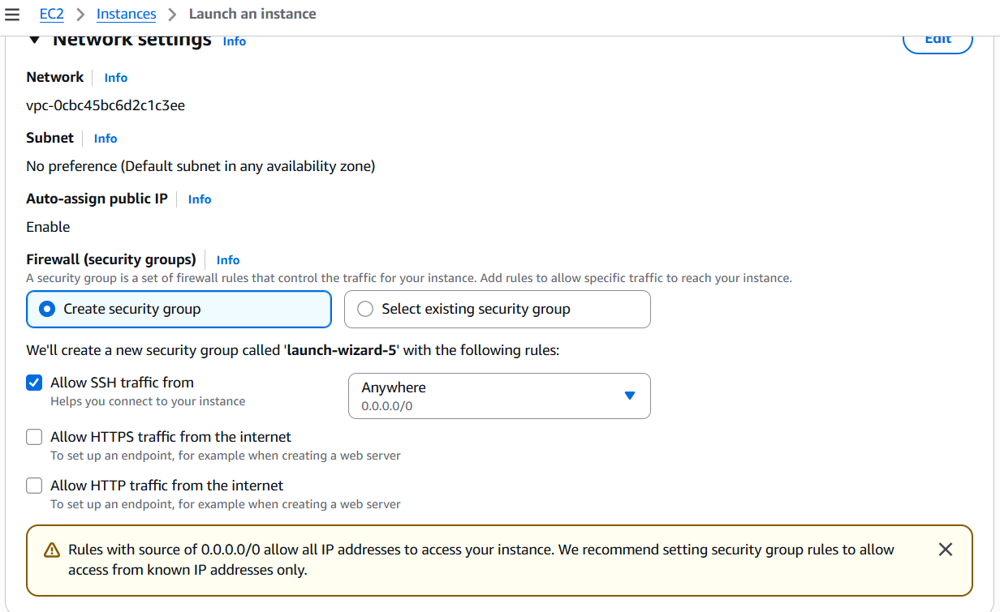 EC2 > Instances > Launch an instance
Network settings Info Edit
Network Info
vpc-0cbc45bc6d2c1c3ee
Subnet Info
No preference (Default subnet in any availability zone)
Auto-assign public IP Info
Enable
Firewall (security groups) Info
A security group is a set of firewall rules that control the traffic for your instance. Add rules to allow specific traffic to reach your instance.
Create security group Select existing security group
We'll create a new security group called 'launch-wizard-5' with the following rules:
Allow SSH traffic from Anywhere
Helps you connect to your instance 0.0.0.0/0
Allow HTTPS traffic from the internet
To set up an endpoint, for example when creating a web server
Allow HTTP traffic from the internet
To set up an endpoint, for example when creating a web server
Rules with source of 0.0.0.0/0 allow all IP addresses to access your instance. We recommend setting security group rules to allow
access from known IP addresses only.